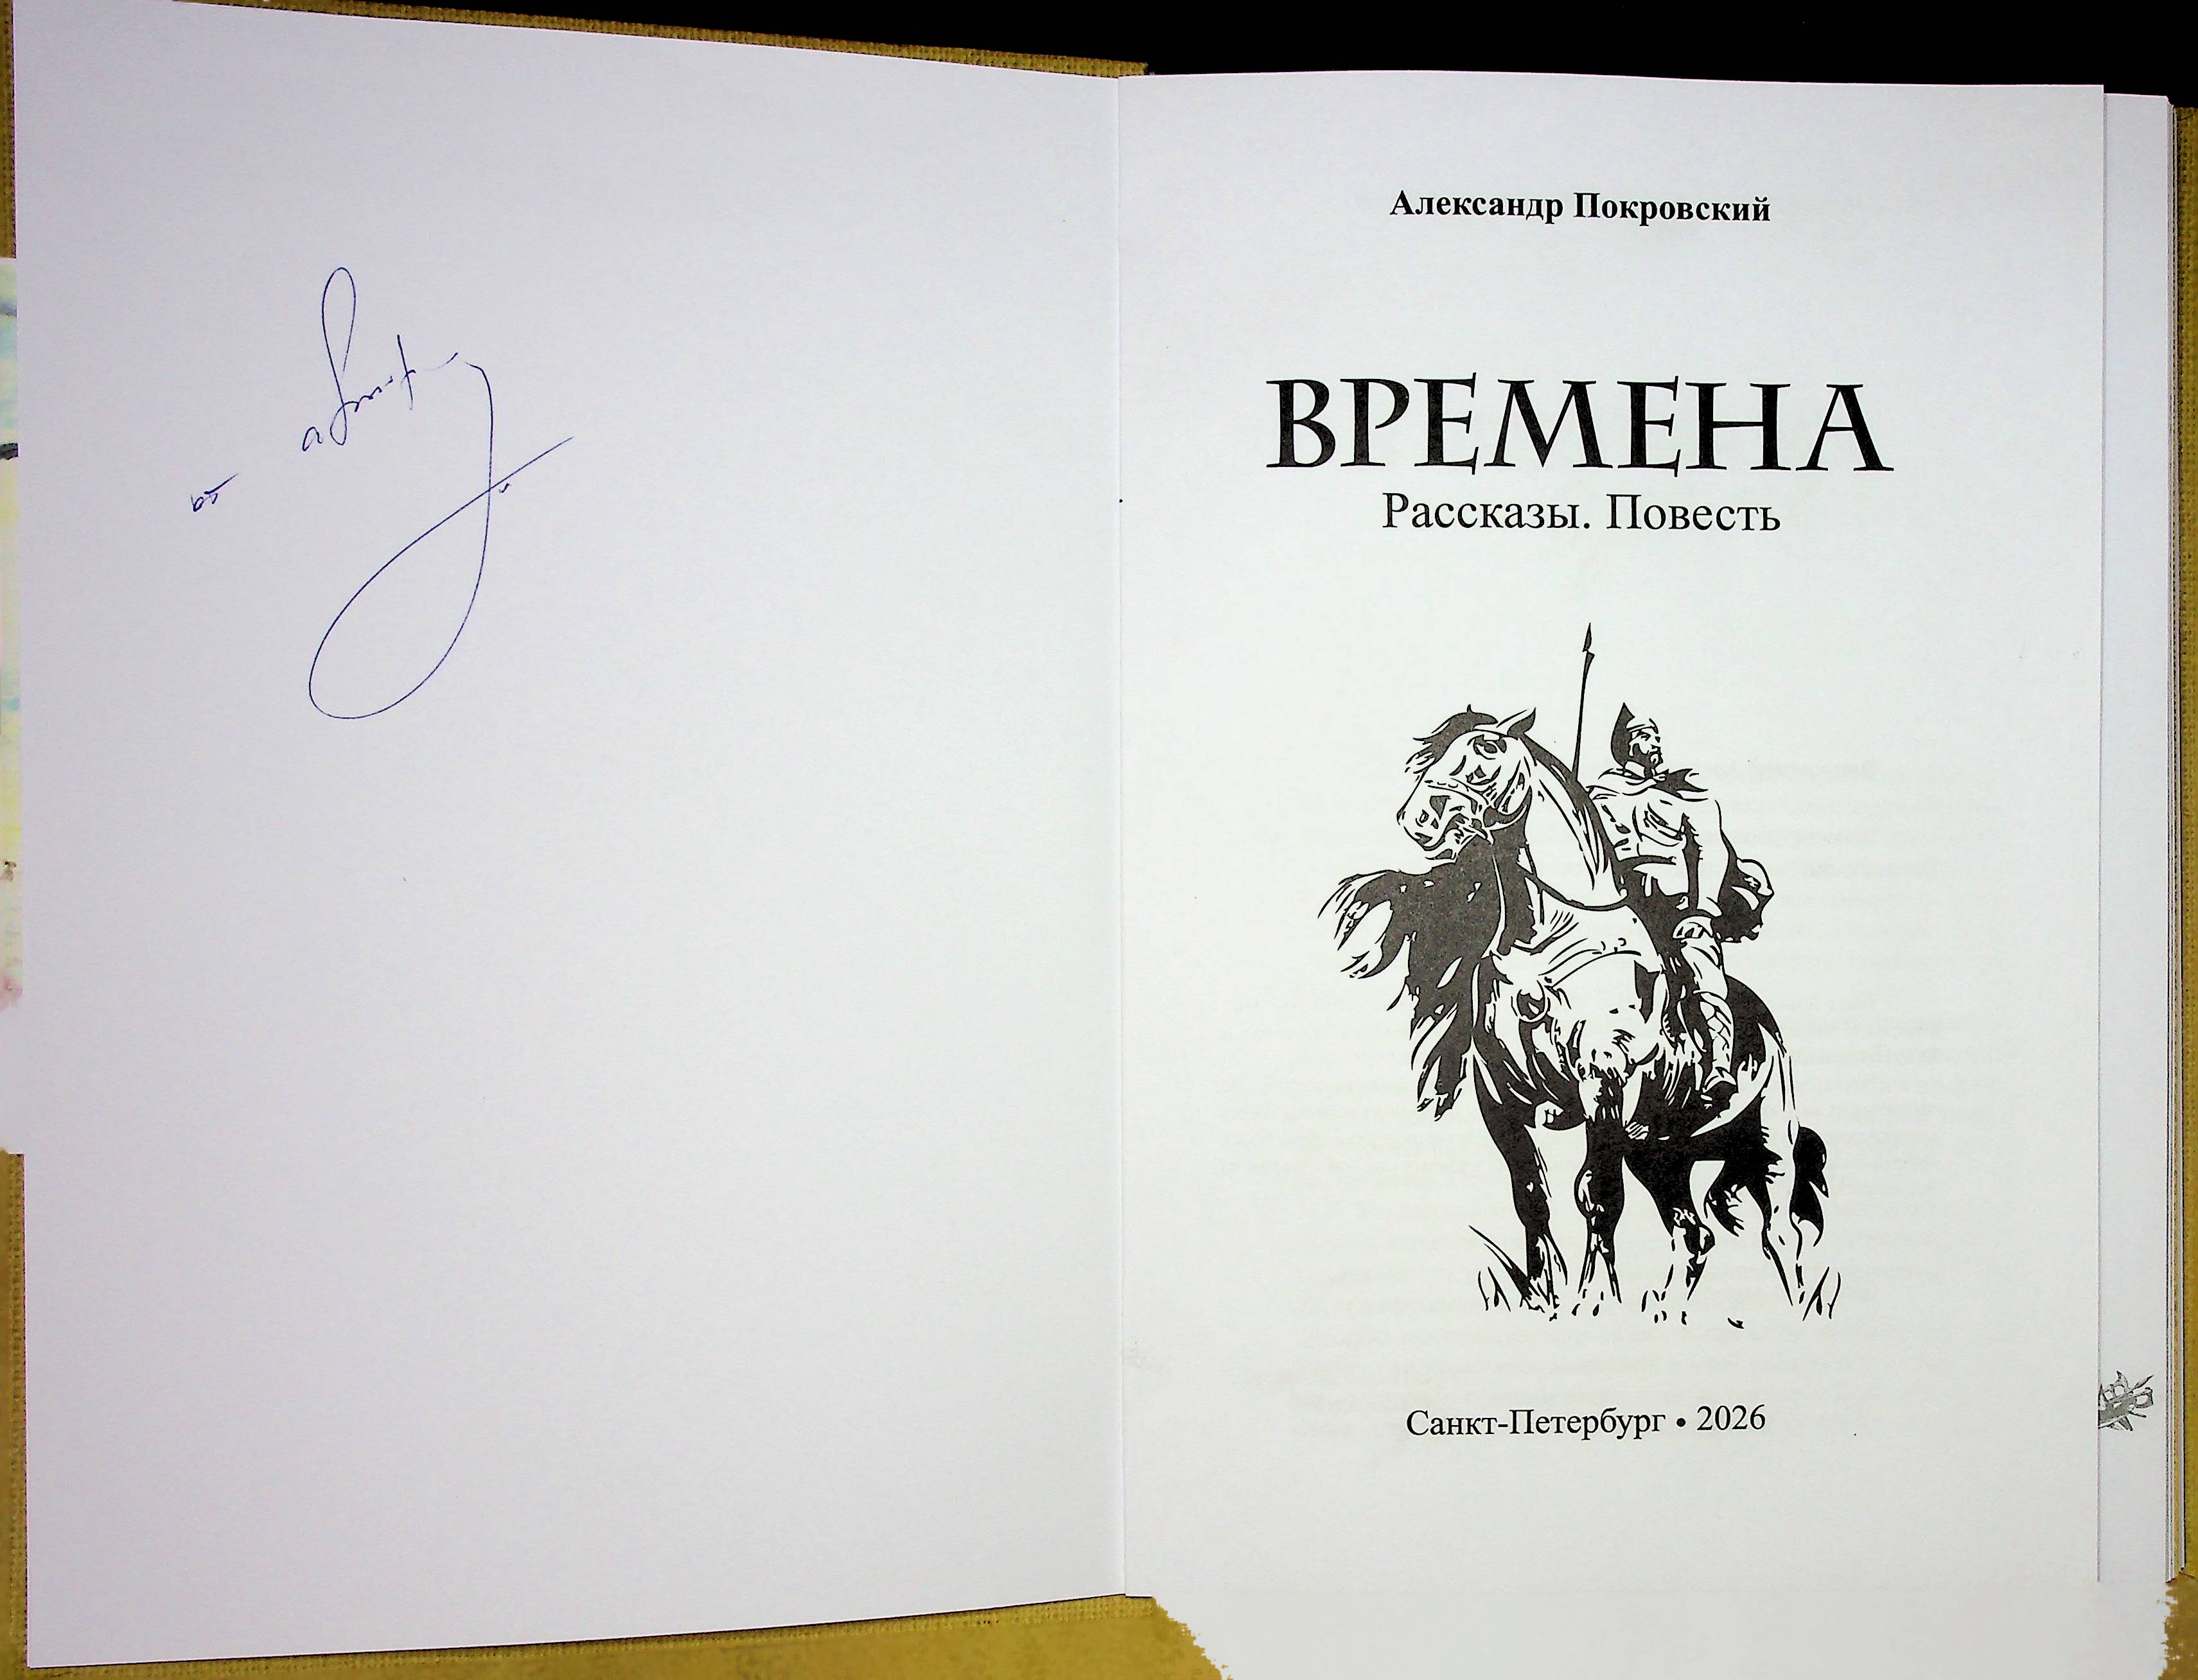 от автора
Александр Покровский
ВРЕМЕНА
Рассказы. Повесть
Санкт-Петербург • 2026